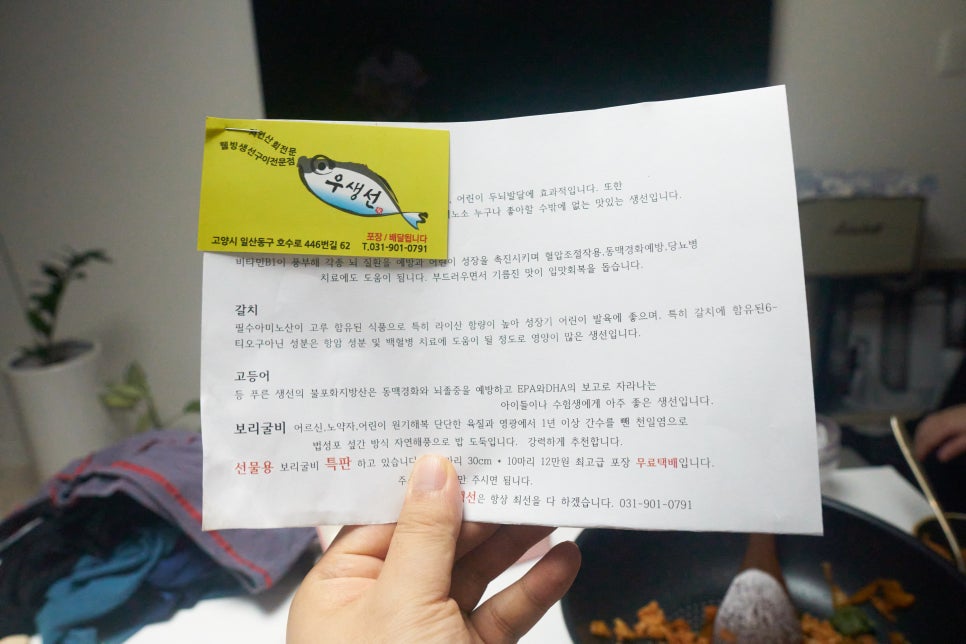 자연산 회전문
웰빙생선구이전문점
우생선
포장 / 배달됩니다
고양시 일산동구 호수로 446번길 62 T.031-901-0791
어린이 두뇌발달에 효과적입니다. 또한
노소 누구나 좋아할 수밖에 없는 맛있는 생선입니다.
비타민B1이 풍부해 각종 뇌 질환을 예방과 어린이 성장을 촉진시키며 혈압조절작용,동맥경화예방,당뇨병
치료에도 도움이 됩니다. 부드러우면서 기름진 맛이 입맛회복을 돕습니다.
갈치
필수아미노산이 고루 함유된 식품으로 특히 라이산 함량이 높아 성장기 어린이 발육에 좋으며, 특히 갈치에 함유된6-
티오구아닌 성분은 항암 성분 및 백혈병 치료에 도움이 될 정도로 영양이 많은 생선입니다.
고등어
등 푸른 생선의 불포화지방산은 동맥경화와 뇌졸중을 예방하고 EPA와DHA의 보고로 자라나는
아이들이나 수험생에게 아주 좋은 생선입니다.
보리굴비 어르신,노약자,어린이 원기해복 단단한 육질과 영광에서 1년 이상 간수를 뺀 천일염으로
법성포 섶간 방식 자연해풍으로 밥 도둑입니다. 강력하게 추천합니다.
선물용 보리굴비 특판 하고 있습니다 마리 30cm • 10마리 12만원 최고급 포장 무료택배입니다.
주 만 주시면 됩니다.
선은 항상 최선을 다 하겠습니다. 031-901-0791